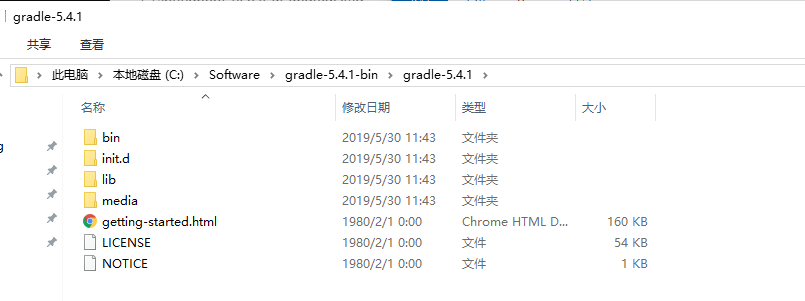 gradle-5.4.1
共享 查看
此电脑 本地磁盘 (C:) Software gradle-5.4.1-bin gradle-5.4.1
名称 修改日期 类型 大小
bin 2019/5/30 11:43 文件夹
init.d 2019/5/30 11:43 文件夹
lib 2019/5/30 11:43 文件夹
media 2019/5/30 11:43 文件夹
getting-started.html 1980/2/1 0:00 Chrome HTML D... 160 KB
LICENSE 1980/2/1 0:00 文件 54 KB
NOTICE 1980/2/1 0:00 文件 1 KB